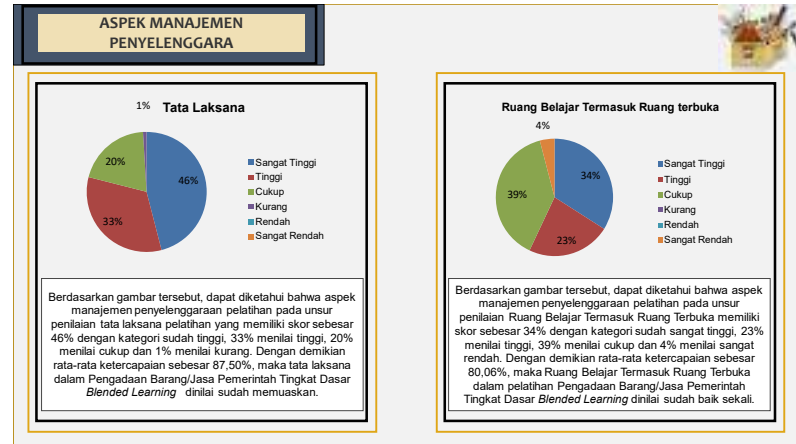 ASPEK MANAJEMEN
PENYELENGGARA
1%
Tata Laksana
20%
46%
33%
Sangat Tinggi
Tinggi
Cukup
Kurang
Rendah
Sangat Rendah
Berdasarkan gambar tersebut, dapat diketahui bahwa aspek
manajemen penyelenggaraan pelatihan pada unsur
penilaian tata laksana pelatihan yang memiliki skor sebesar
46% dengan kategori sudah tinggi, 33% menilai tinggi, 20%
menilai cukup dan 1% menilai kurang. Dengan demikian
rata-rata ketercapaian sebesar 87,50%, maka tata laksana
dalam Pengadaan Barang/Jasa Pemerintah Tingkat Dasar
Blended Learning dinilai sudah memuaskan.
Ruang Belajar Termasuk Ruang terbuka
4%
34%
39%
23%
Sangat Tinggi
Tinggi
Cukup
Kurang
Rendah
Sangat Rendah
Berdasarkan gambar tersebut, dapat diketahui bahwa aspek
manajemen penyelenggaraan pelatihan pada unsur
penilaian Ruang Belajar Termasuk Ruang Terbuka memiliki
skor sebesar 34% dengan kategori sudah sangat tinggi, 23%
menilai tinggi, 39% menilai cukup dan 4% menilai sangat
rendah. Dengan demikian rata-rata ketercapaian sebesar
80,06%, maka Ruang Belajar Termasuk Ruang Terbuka
dalam pelatihan Pengadaan Barang/Jasa Pemerintah
Tingkat Dasar Blended Learning dinilai sudah baik sekali.